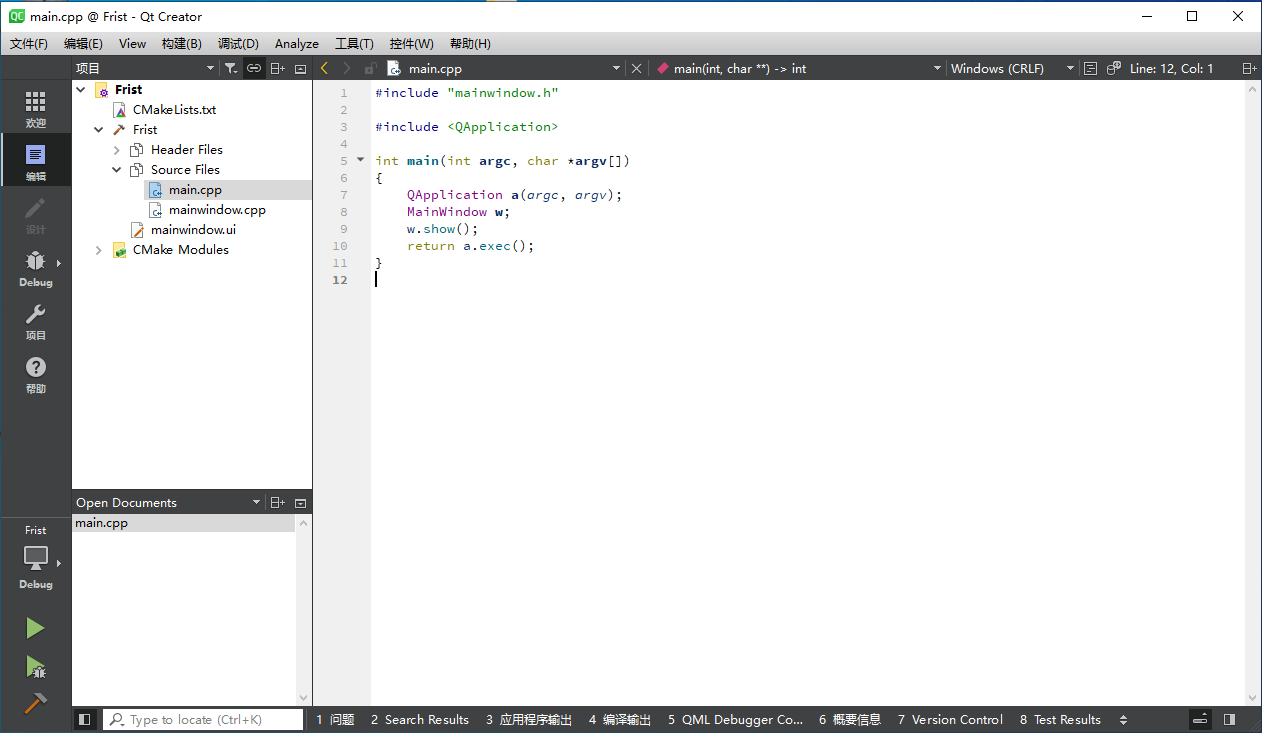 main.cpp @ Frist - Qt Creator
文件(F) 编辑(E) View 构建(B) 调试(D) Analyze 工具(T) 控件(W) 帮助(H)
项目 main.cpp main(int, char **) -> int Windows (CRLF) Line: 12, Col: 1
欢迎
编辑
设计
Debug
项目
帮助
Frist
CMakeLists.txt
Frist
Header Files
Source Files
main.cpp
mainwindow.cpp
mainwindow.ui
CMake Modules
1 #include "mainwindow.h"
2
3 #include <QApplication>
4
5 int main(int argc, char *argv[])
6 {
7 QApplication a(argc, argv);
8 MainWindow w;
9 w.show();
10 return a.exec();
11 }
12
Open Documents
main.cpp
Frist
Debug
Type to locate (Ctrl+K) 1 问题 2 Search Results 3 应用程序输出 4 编译输出 5 QML Debugger Co... 6 概要信息 7 Version Control 8 Test Results